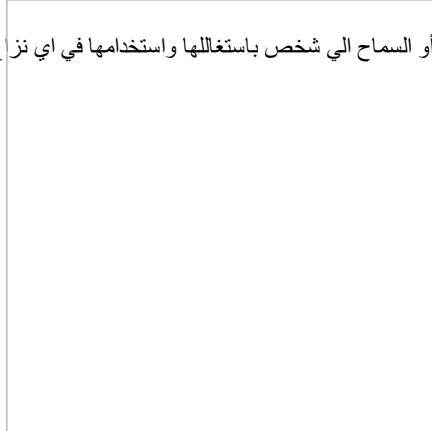 أو السماح الي شخص باستغاللها واستخدامها في اي نزا